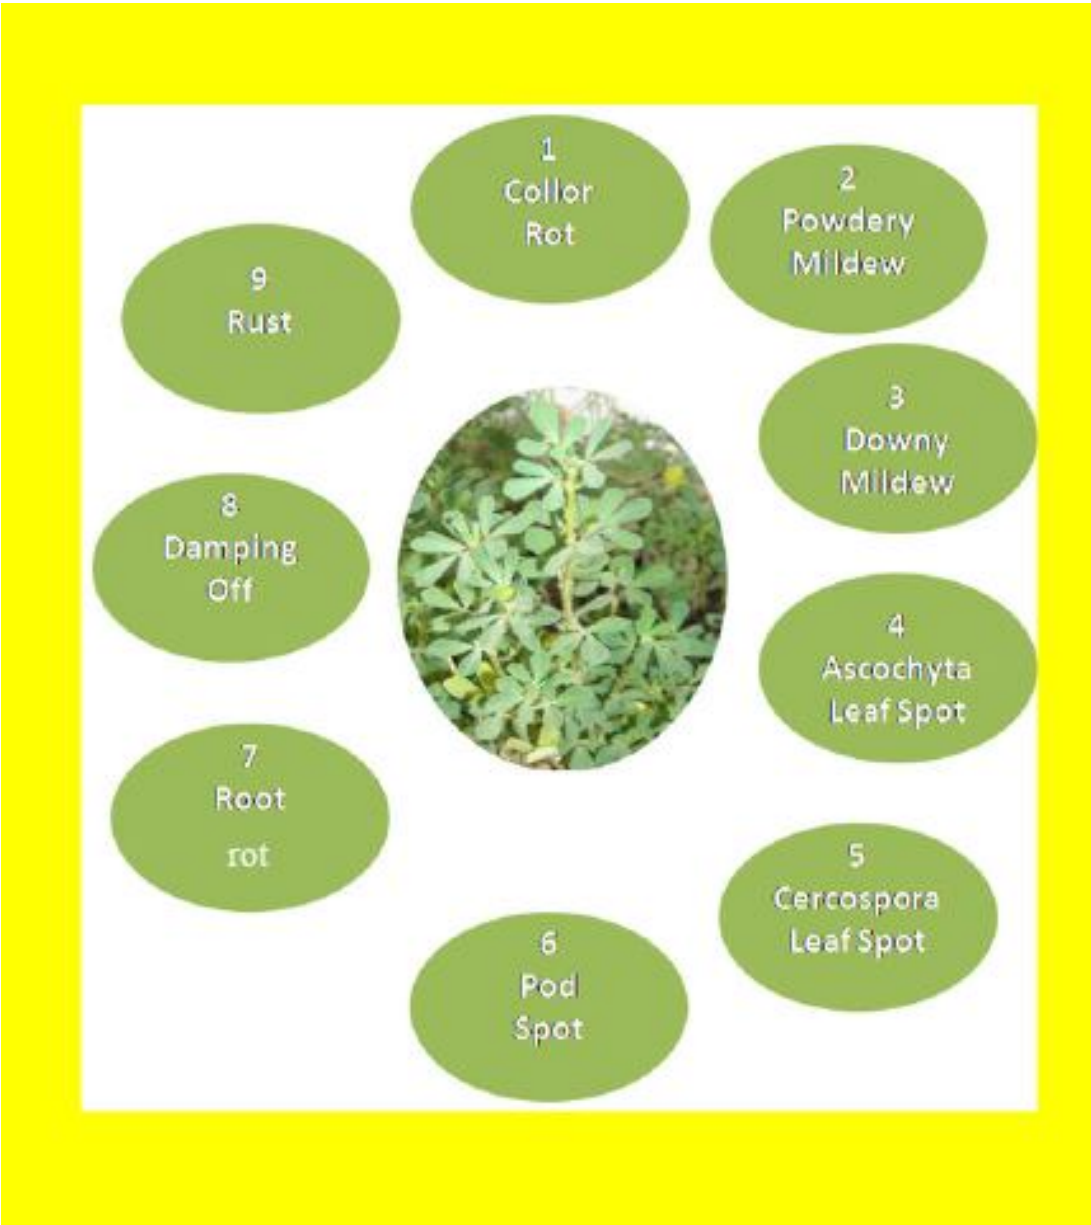 1
Collor
Rot
2
Powdery
Mildew
3
Downy
Mildew
4
Ascochyta
Leaf Spot
5
Cercospora
Leaf Spot
6
Pod
Spot
7
Root
rot
8
Damping
Off
9
Rust